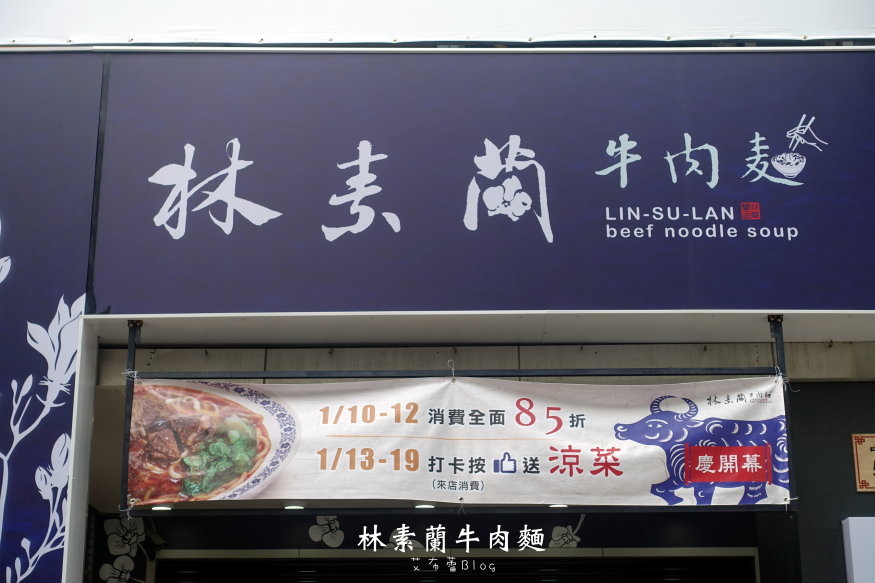 林素蘭 牛肉麵
LIN-SU-LAN
beef noodle soup
1/10-12 消費全面85折
1/13-19 打卡按 送 涼菜
(來店消費)
林素蘭牛肉麵
慶開幕
林素蘭牛肉麵
艾布蕾Blog